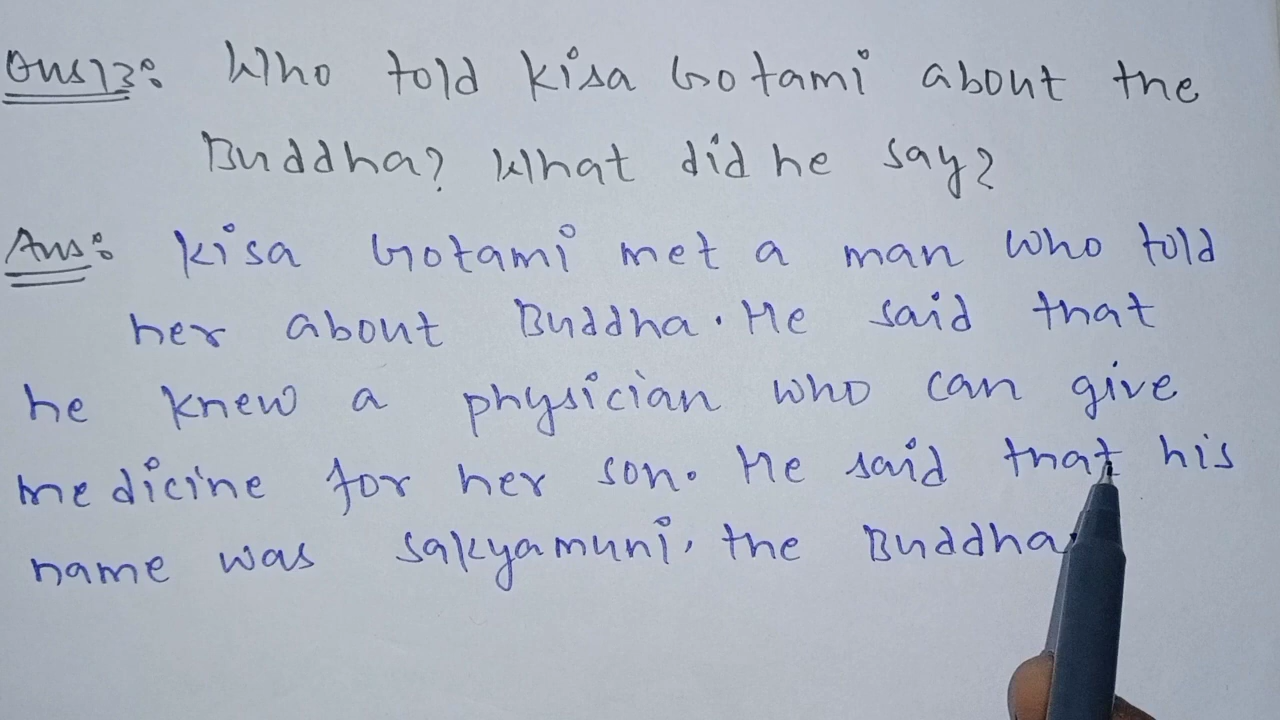 Qns13: Who told Kisa Gotami about the
Buddha? What did he say?
Ans: Kisa Gotami met a man who told
her about Buddha. He said that
he knew a physician who can give
medicine for her son. He said that his
name was Sakyamuni, the Buddha